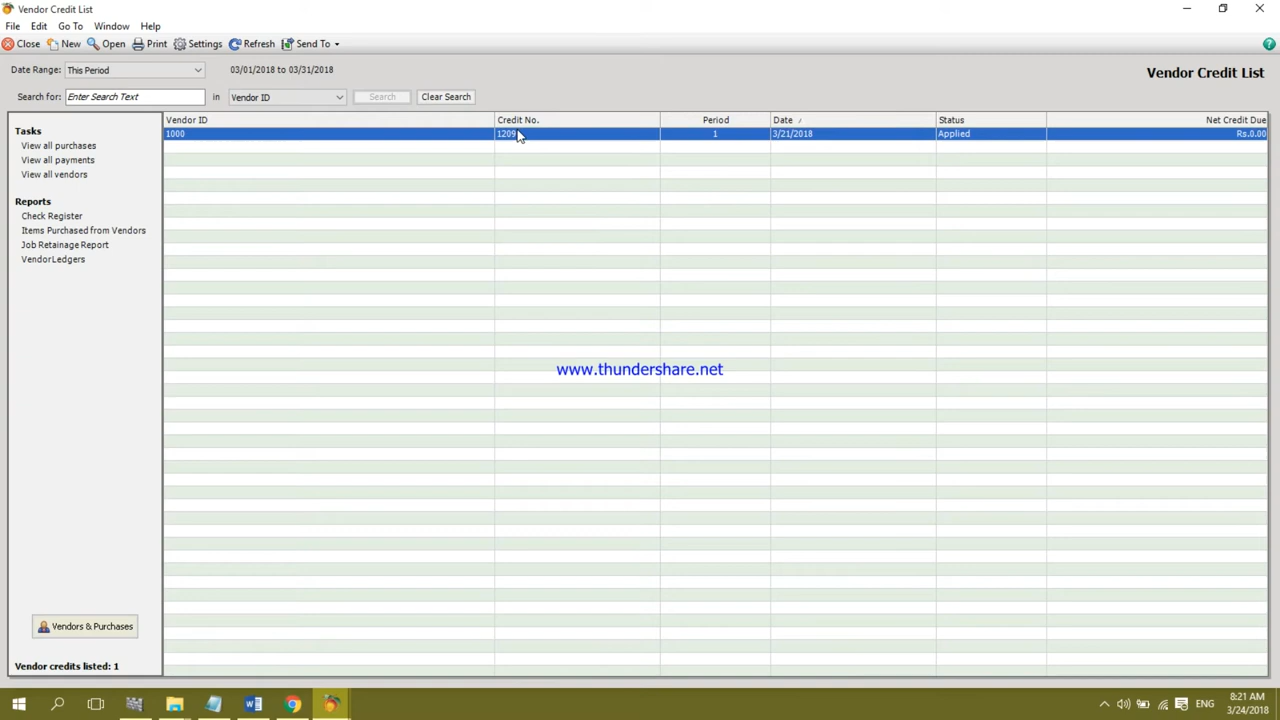 Vendor Credit List
File Edit Go To Window Help
Close New Open Print Settings Refresh Send To
Date Range: This Period 03/01/2018 to 03/31/2018
Vendor Credit List
Search for: Enter Search Text in Vendor ID Search Clear Search
Vendor ID Credit No. Period Date Status Net Credit Due
1000 1209 1 3/21/2018 Applied Rs.0.00
Tasks
View all purchases
View all payments
View all vendors
Reports
Check Register
Items Purchased from Vendors
Job Retainage Report
Vendor Ledgers
www.thundershare.net
Vendors & Purchases
Vendor credits listed: 1
ENG
8:21 AM
3/24/2018